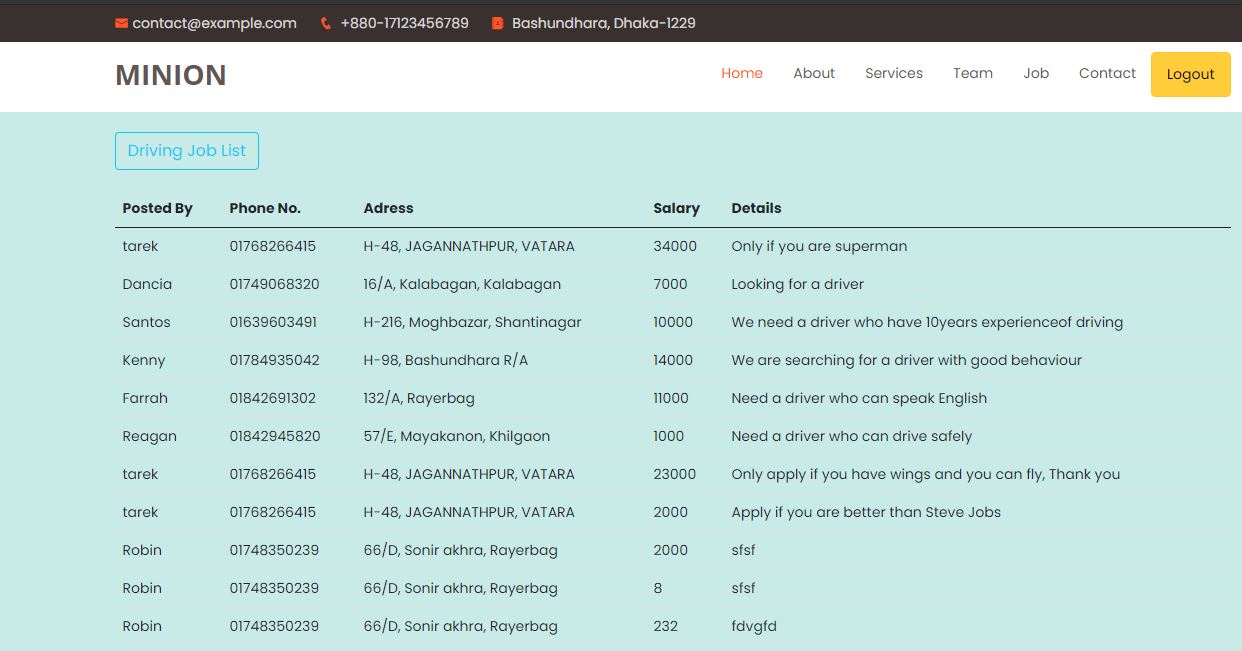 contact@example.com +880-17123456789 Bashundhara, Dhaka-1229
MINION Home About Services Team Job Contact Logout
Driving Job List
Posted By Phone No. Adress Salary Details
tarek 01768266415 H-48, JAGANNATHPUR, VATARA 34000 Only if you are superman
Dancia 01749068320 16/A, Kalabagan, Kalabagan 7000 Looking for a driver
Santos 01639603491 H-216, Moghbazar, Shantinagar 10000 We need a driver who have 10years experienceof driving
Kenny 01784935042 H-98, Bashundhara R/A 14000 We are searching for a driver with good behaviour
Farrah 01842691302 132/A, Rayerbag 11000 Need a driver who can speak English
Reagan 01842945820 57/E, Mayakanon, Khilgaon 1000 Need a driver who can drive safely
tarek 01768266415 H-48, JAGANNATHPUR, VATARA 23000 Only apply if you have wings and you can fly, Thank you
tarek 01768266415 H-48, JAGANNATHPUR, VATARA 2000 Apply if you are better than Steve Jobs
Robin 01748350239 66/D, Sonir akhra, Rayerbag 2000 sfsf
Robin 01748350239 66/D, Sonir akhra, Rayerbag 8 sfsf
Robin 01748350239 66/D, Sonir akhra, Rayerbag 232 fdvgfd